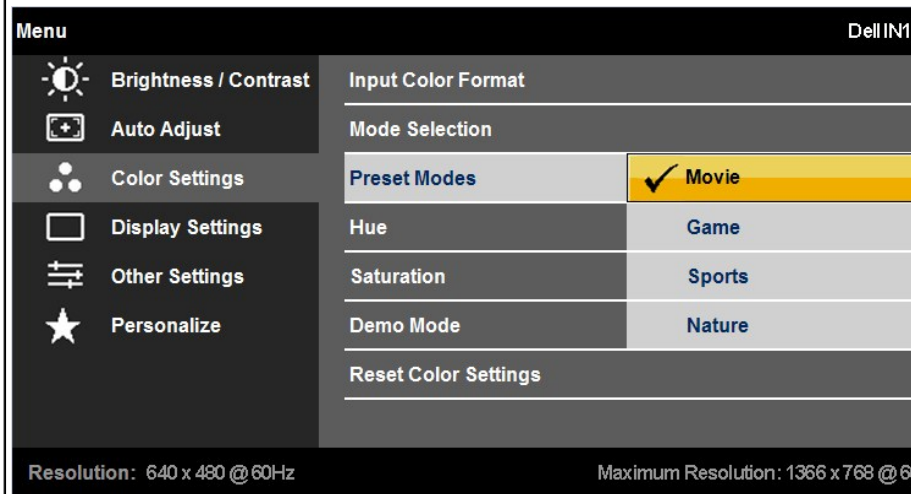 Menu Dell IN1
Brightness / Contrast Input Color Format
Auto Adjust Mode Selection
Color Settings Preset Modes Movie
Display Settings Hue Game
Other Settings Saturation Sports
Personalize Demo Mode Nature
Reset Color Settings
Resolution: 640 x 480 @ 60Hz Maximum Resolution: 1366 x 768 @ 6